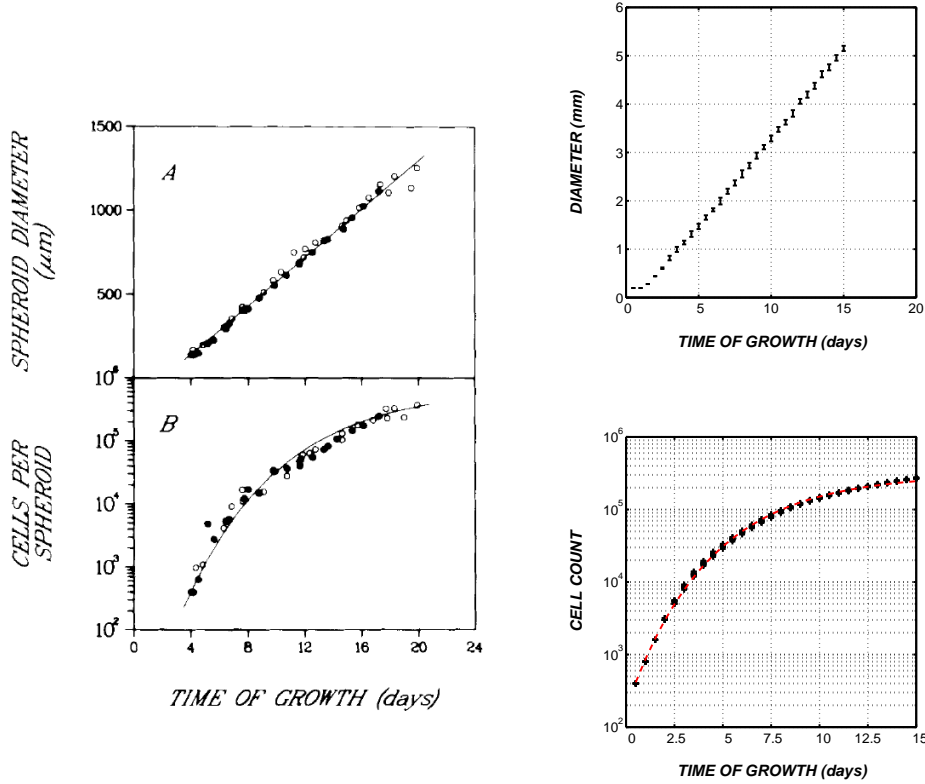 SPHEROID DIAMETER
(μm)
1500
1000
500
A
10⁶
CELLS PER
SPHEROID
10⁵
10⁴
10³
10²
B
0 4 8 12 16 20 24
TIME OF GROWTH (days)
DIAMETER (mm)
6
5
4
3
2
1
0
5 10 15 20
TIME OF GROWTH (days)
CELL COUNT
10⁶
10⁵
10⁴
10³
10²
0 2.5 5 7.5 10 12.5 15
TIME OF GROWTH (days)